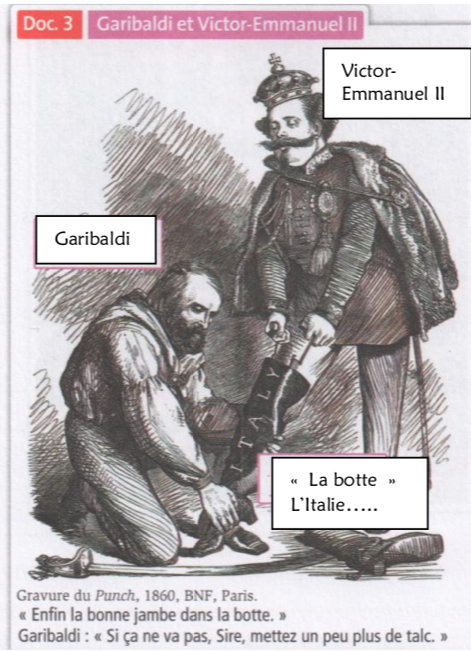 Doc. 3 Garibaldi et Victor-Emmanuel II
Victor-
Emmanuel II
Garibaldi
ITALY
« La botte »
L'Italie.....
Gravure du Punch, 1860, BNF, Paris.
« Enfin la bonne jambe dans la botte. »
Garibaldi : « Si ça ne va pas, Sire, mettez un peu plus de talc. »